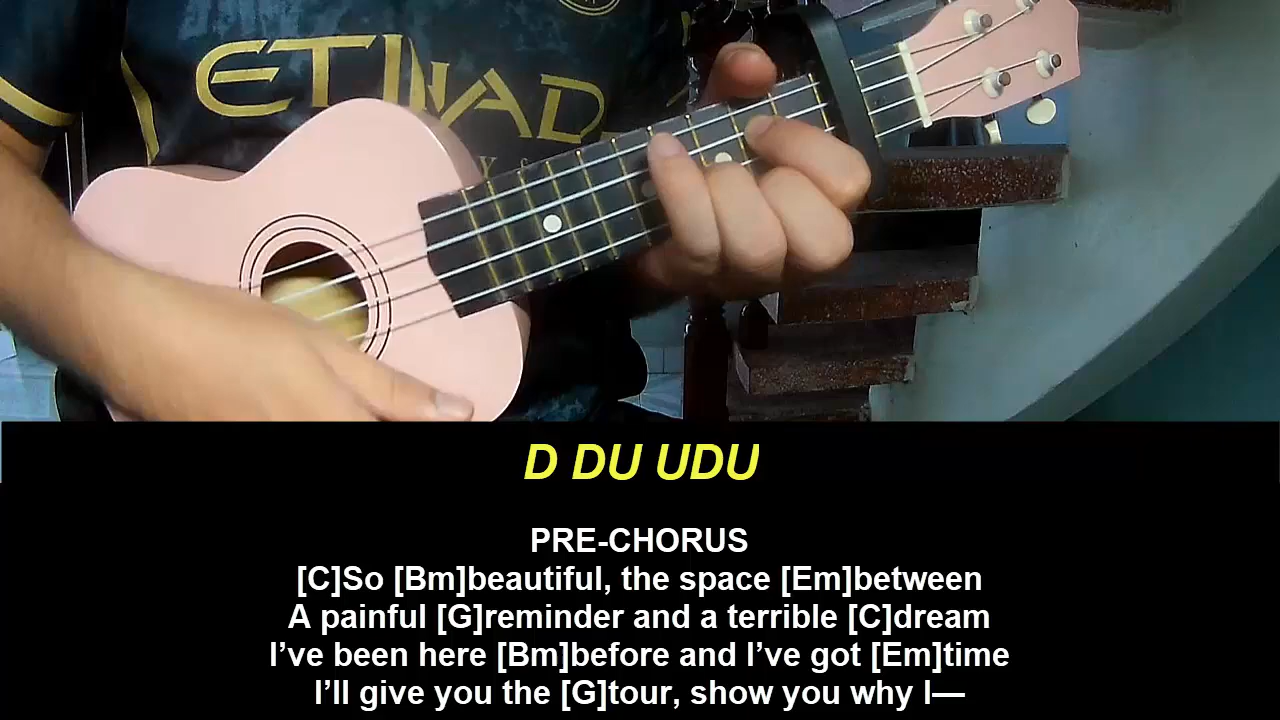 ETIHAD
D DU UDU
PRE-CHORUS
[C]So [Bm]beautiful, the space [Em]between
A painful [G]reminder and a terrible [C]dream
I’ve been here [Bm]before and I’ve got [Em]time
I’ll give you the [G]tour, show you why I—